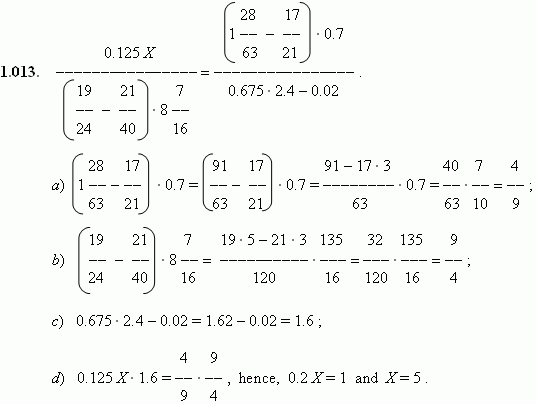 1.013. 0.125 X / ((19/24 − 21/40) · 8 7/16) = ((1 28/63 − 17/21) · 0.7) / (0.675 · 2.4 − 0.02) .
a) (1 28/63 − 17/21) · 0.7 = (91/63 − 17/21) · 0.7 = (91 − 17 · 3)/63 · 0.7 = 40/63 · 7/10 = 4/9 ;
b) (19/24 − 21/40) · 8 7/16 = (19 · 5 − 21 · 3)/120 · 135/16 = 32/120 · 135/16 = 9/4 ;
c) 0.675 · 2.4 − 0.02 = 1.62 − 0.02 = 1.6 ;
d) 0.125 X · 1.6 = 4/9 · 9/4 , hence, 0.2 X = 1 and X = 5 .